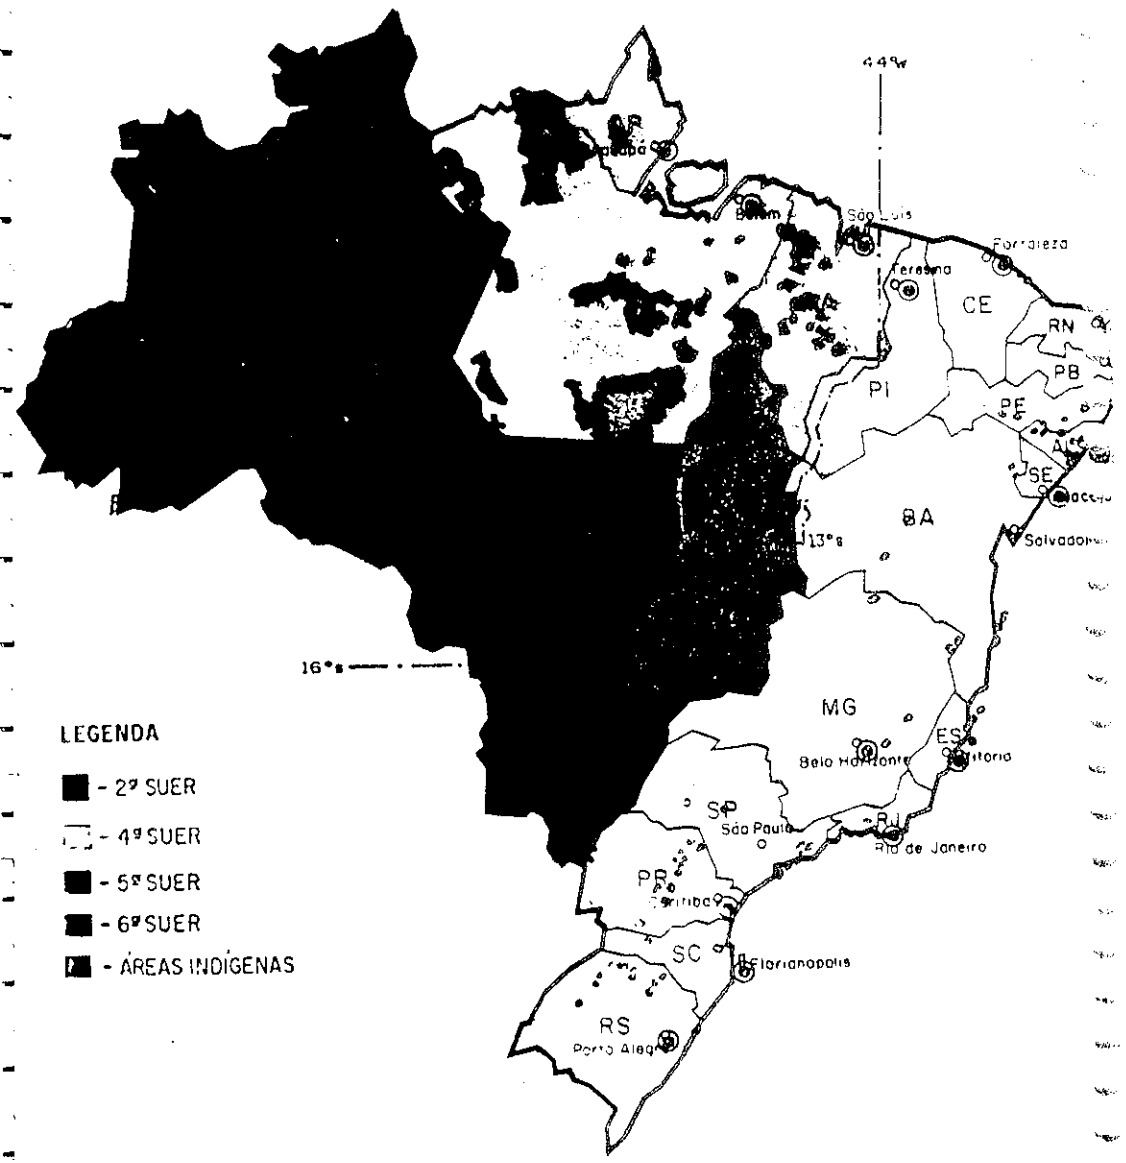 44°W
Belém
São Luís
Fortaleza
Teresina
CE
RN
PB
PI
PE
SE
BA
13°s
Salvador
16°s
MG
ES
Belo Horizonte
Vitoria
LEGENDA
- 2ª SUER
- 4ª SUER
- 5ª SUER
- 6ª SUER
- ÁREAS INDÍGENAS
SP
São Paulo
RJ
Rio de Janeiro
PR
Curitiba
SC
Florianopolis
RS
Porto Alegre